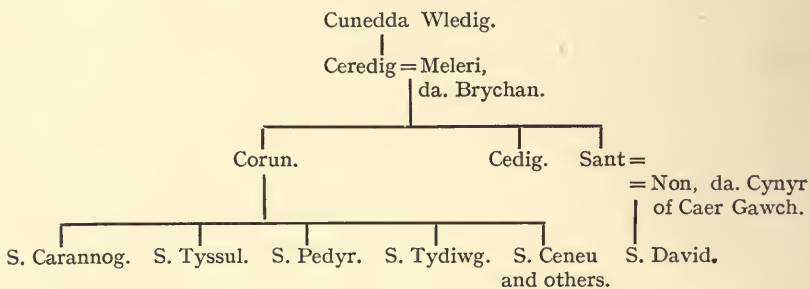 Cunedda Wledig.
Ceredig = Meleri,
da. Brychan.
Corun. Cedig. Sant =
= Non, da. Cynyr
of Caer Gawch.
S. Carannog. S. Tyssul. S. Pedyr. S. Tydiwg. S. Ceneu S. David.
and others.